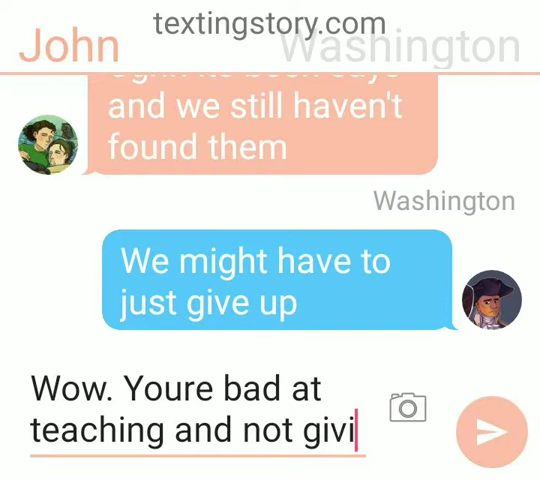 textingstory.com
John
Washington
and we still haven't
found them
Washington
We might have to
just give up
Wow. Youre bad at
teaching and not givi